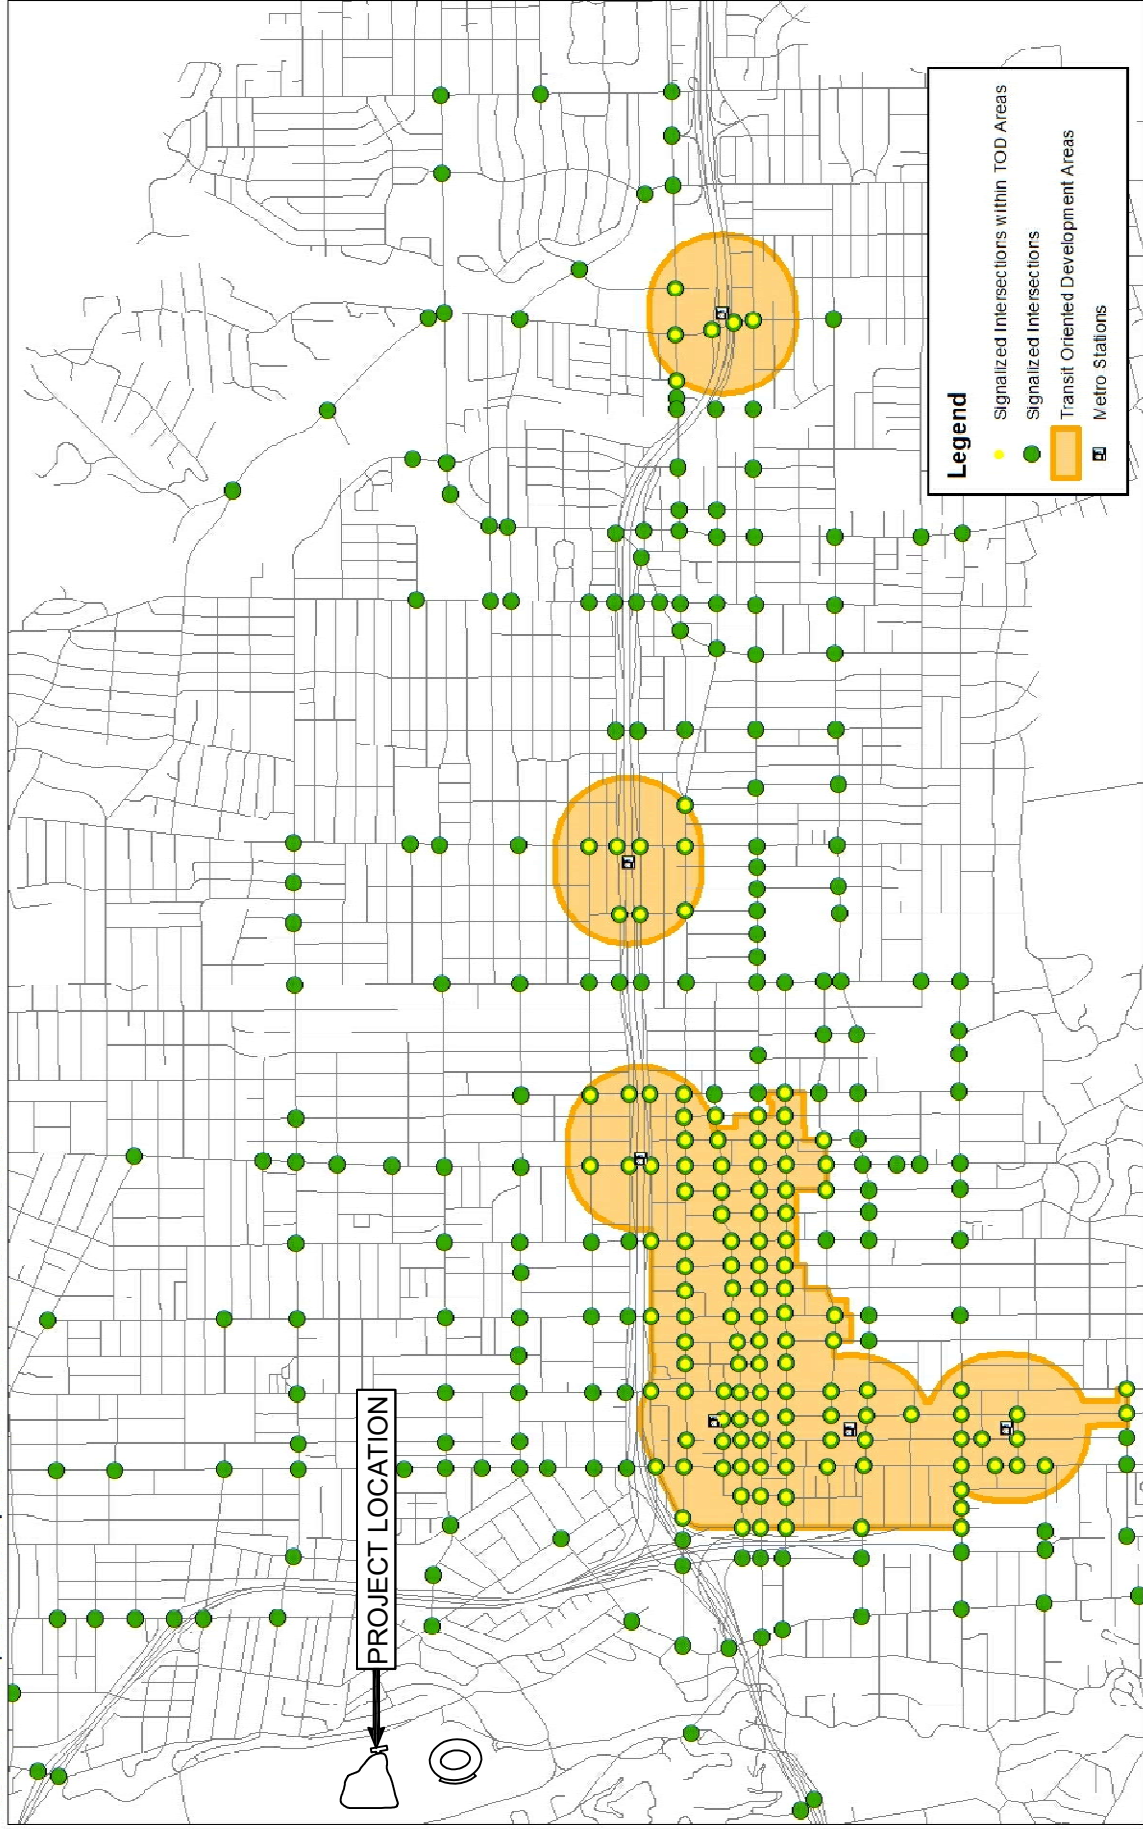 PROJECT LOCATION
Legend
Signalized Intersections within TOD Areas
Signalized Intersections
Transit Oriented Development Areas
Metro Stations